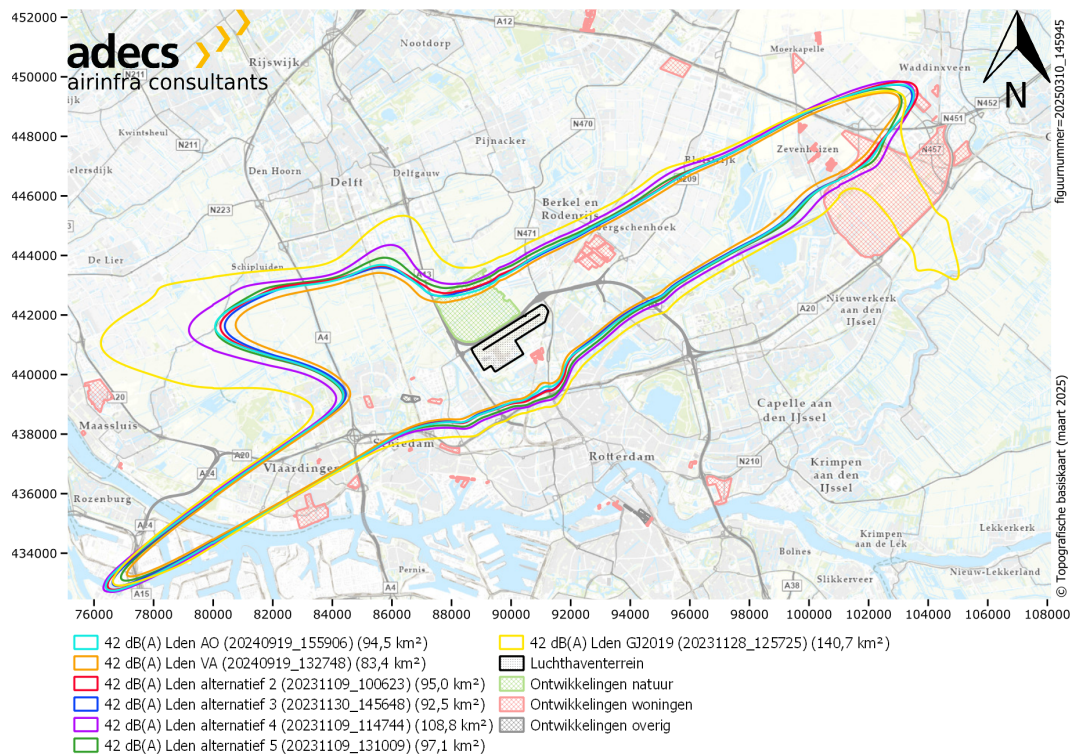 452000
450000
448000
446000
444000
442000
440000
438000
436000
434000
adecs
airinfra consultants
N
A12
Nootdorp
Rijswijk
N211
Moerkapelle
Waddinxveen
N452
N451
N457
Kwintsheul
N211
N470
Pijnacker
Zevenhuizen
Den Hoorn
Delft
Delfgauw
N223
Berkel en
Rodenrijs
N471
Bergschenhoek
De Lier
Schipluiden
A13
A4
A20
Nieuwerkerk
aan den
IJssel
A20
Maassluis
Schiedam
Capelle aan
den IJssel
A20
A24
Vlaardingen
Rotterdam
N210
Krimpen
aan den
IJssel
Rozenburg
A24
Lekkerkerk
Krimpen
aan de Lek
Bolnes
Pernis
Nieuw-Lekkerland
A15
A4
A38
Slikkerveer
figuurnummer=20250310_145945
© Topografische basiskaart (maart 2025)
76000 78000 80000 82000 84000 86000 88000 90000 92000 94000 96000 98000 100000 102000 104000 106000 108000
42 dB(A) Lden AO (20240919_155906) (94,5 km²)
42 dB(A) Lden VA (20240919_132748) (83,4 km²)
42 dB(A) Lden alternatief 2 (20231109_100623) (95,0 km²)
42 dB(A) Lden alternatief 3 (20231130_145648) (92,5 km²)
42 dB(A) Lden alternatief 4 (20231109_114744) (108,8 km²)
42 dB(A) Lden alternatief 5 (20231109_131009) (97,1 km²)
42 dB(A) Lden GJ2019 (20231128_125725) (140,7 km²)
Luchthaventerrein
Ontwikkelingen natuur
Ontwikkelingen woningen
Ontwikkelingen overig